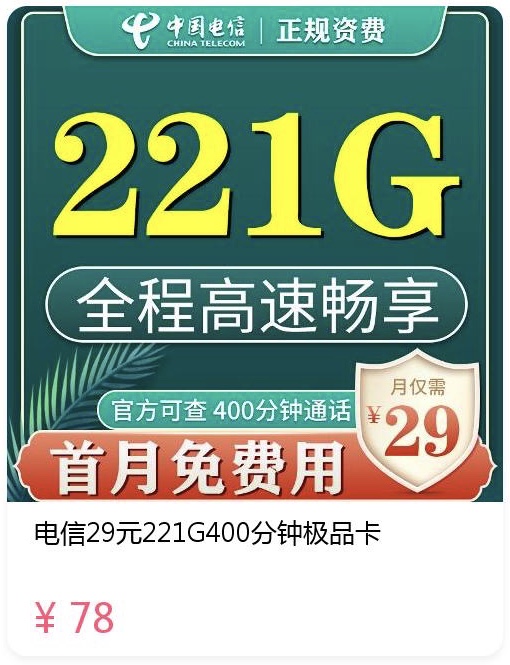 中国电信 正规资费
CHINA TELECOM
221G
全程高速畅享
月仅需
¥29
官方可查 400分钟通话
首月免费用
电信29元221G400分钟极品卡
¥ 78